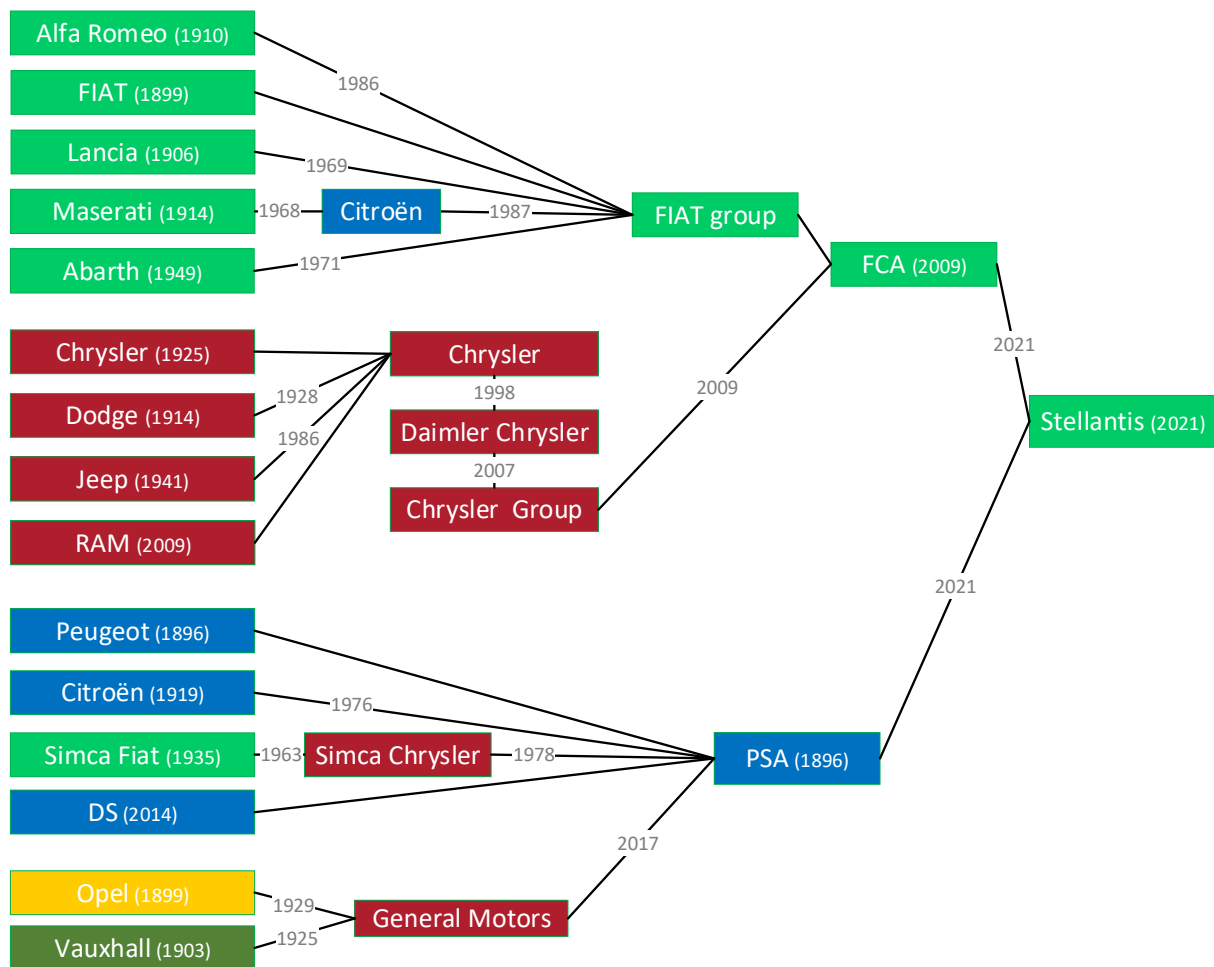 Alfa Romeo (1910)
1986
FIAT (1899)
Lancia (1906)
1969
Maserati (1914)
1968
Citroën
1987
FIAT group
Abarth (1949)
1971
FCA (2009)
2021
Chrysler (1925)
Chrysler
1928
1998
2009
Dodge (1914)
Daimler Chrysler
Stellantis (2021)
1986
Jeep (1941)
2007
Chrysler Group
RAM (2009)
2021
Peugeot (1896)
Citroën (1919)
1976
Simca Fiat (1935)
1963
Simca Chrysler
1978
PSA (1896)
DS (2014)
2017
Opel (1899)
1929
General Motors
1925
Vauxhall (1903)